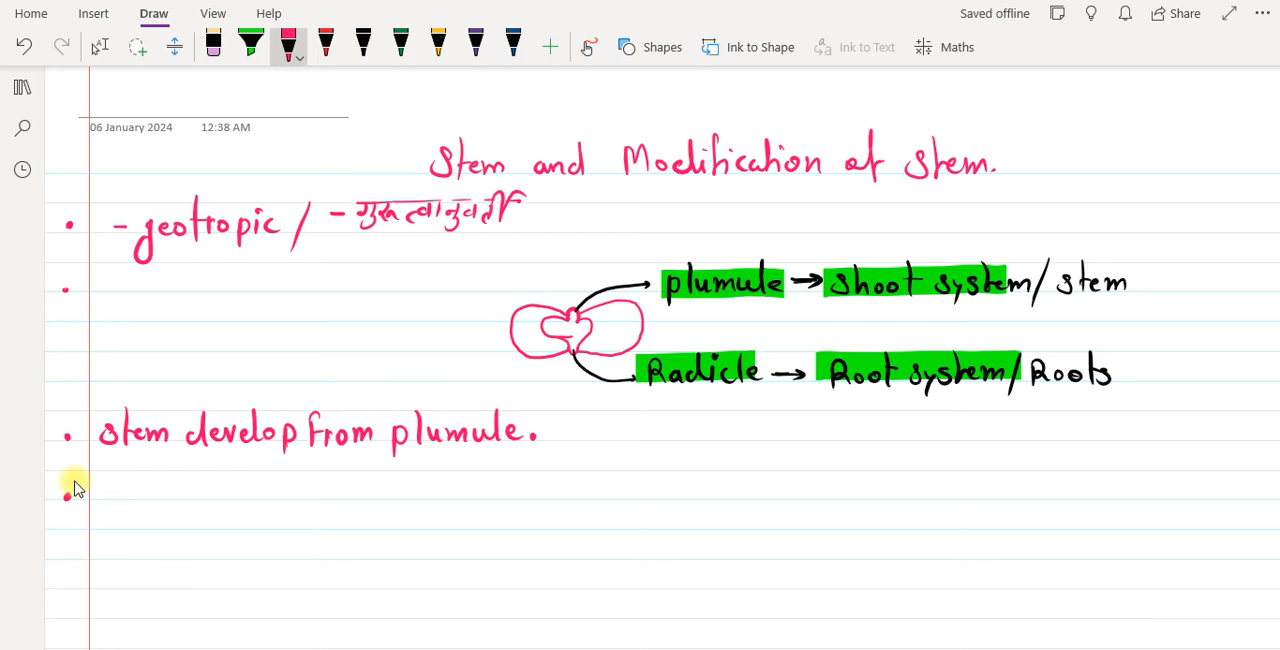 Home Insert Draw View Help Saved offline Share
Shapes Ink to Shape Ink to Text Maths
06 January 2024 12:38 AM
Stem and Modification of Stem.
• -geotropic / - गुरुत्वानुवर्ती
•
plumule → Shoot system/stem
Radicle → Root system/Roots
• Stem develop from plumule.
•